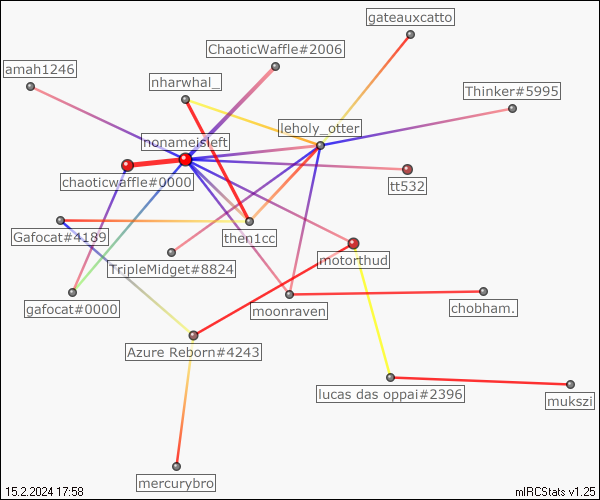 gateauxcatto
ChaoticWaffle#2006
amah1246
nharwhal_
Thinker#5995
leholy_otter
nonameisleft
chaoticwaffle#0000
tt532
Gafocat#4189
then1cc
motorthud
TripleMidget#8824
gafocat#0000
moonraven
chobham.
Azure Reborn#4243
lucas das oppai#2396
mukszi
mercurybro
15.2.2024 17:58
mIRCStats v1.25